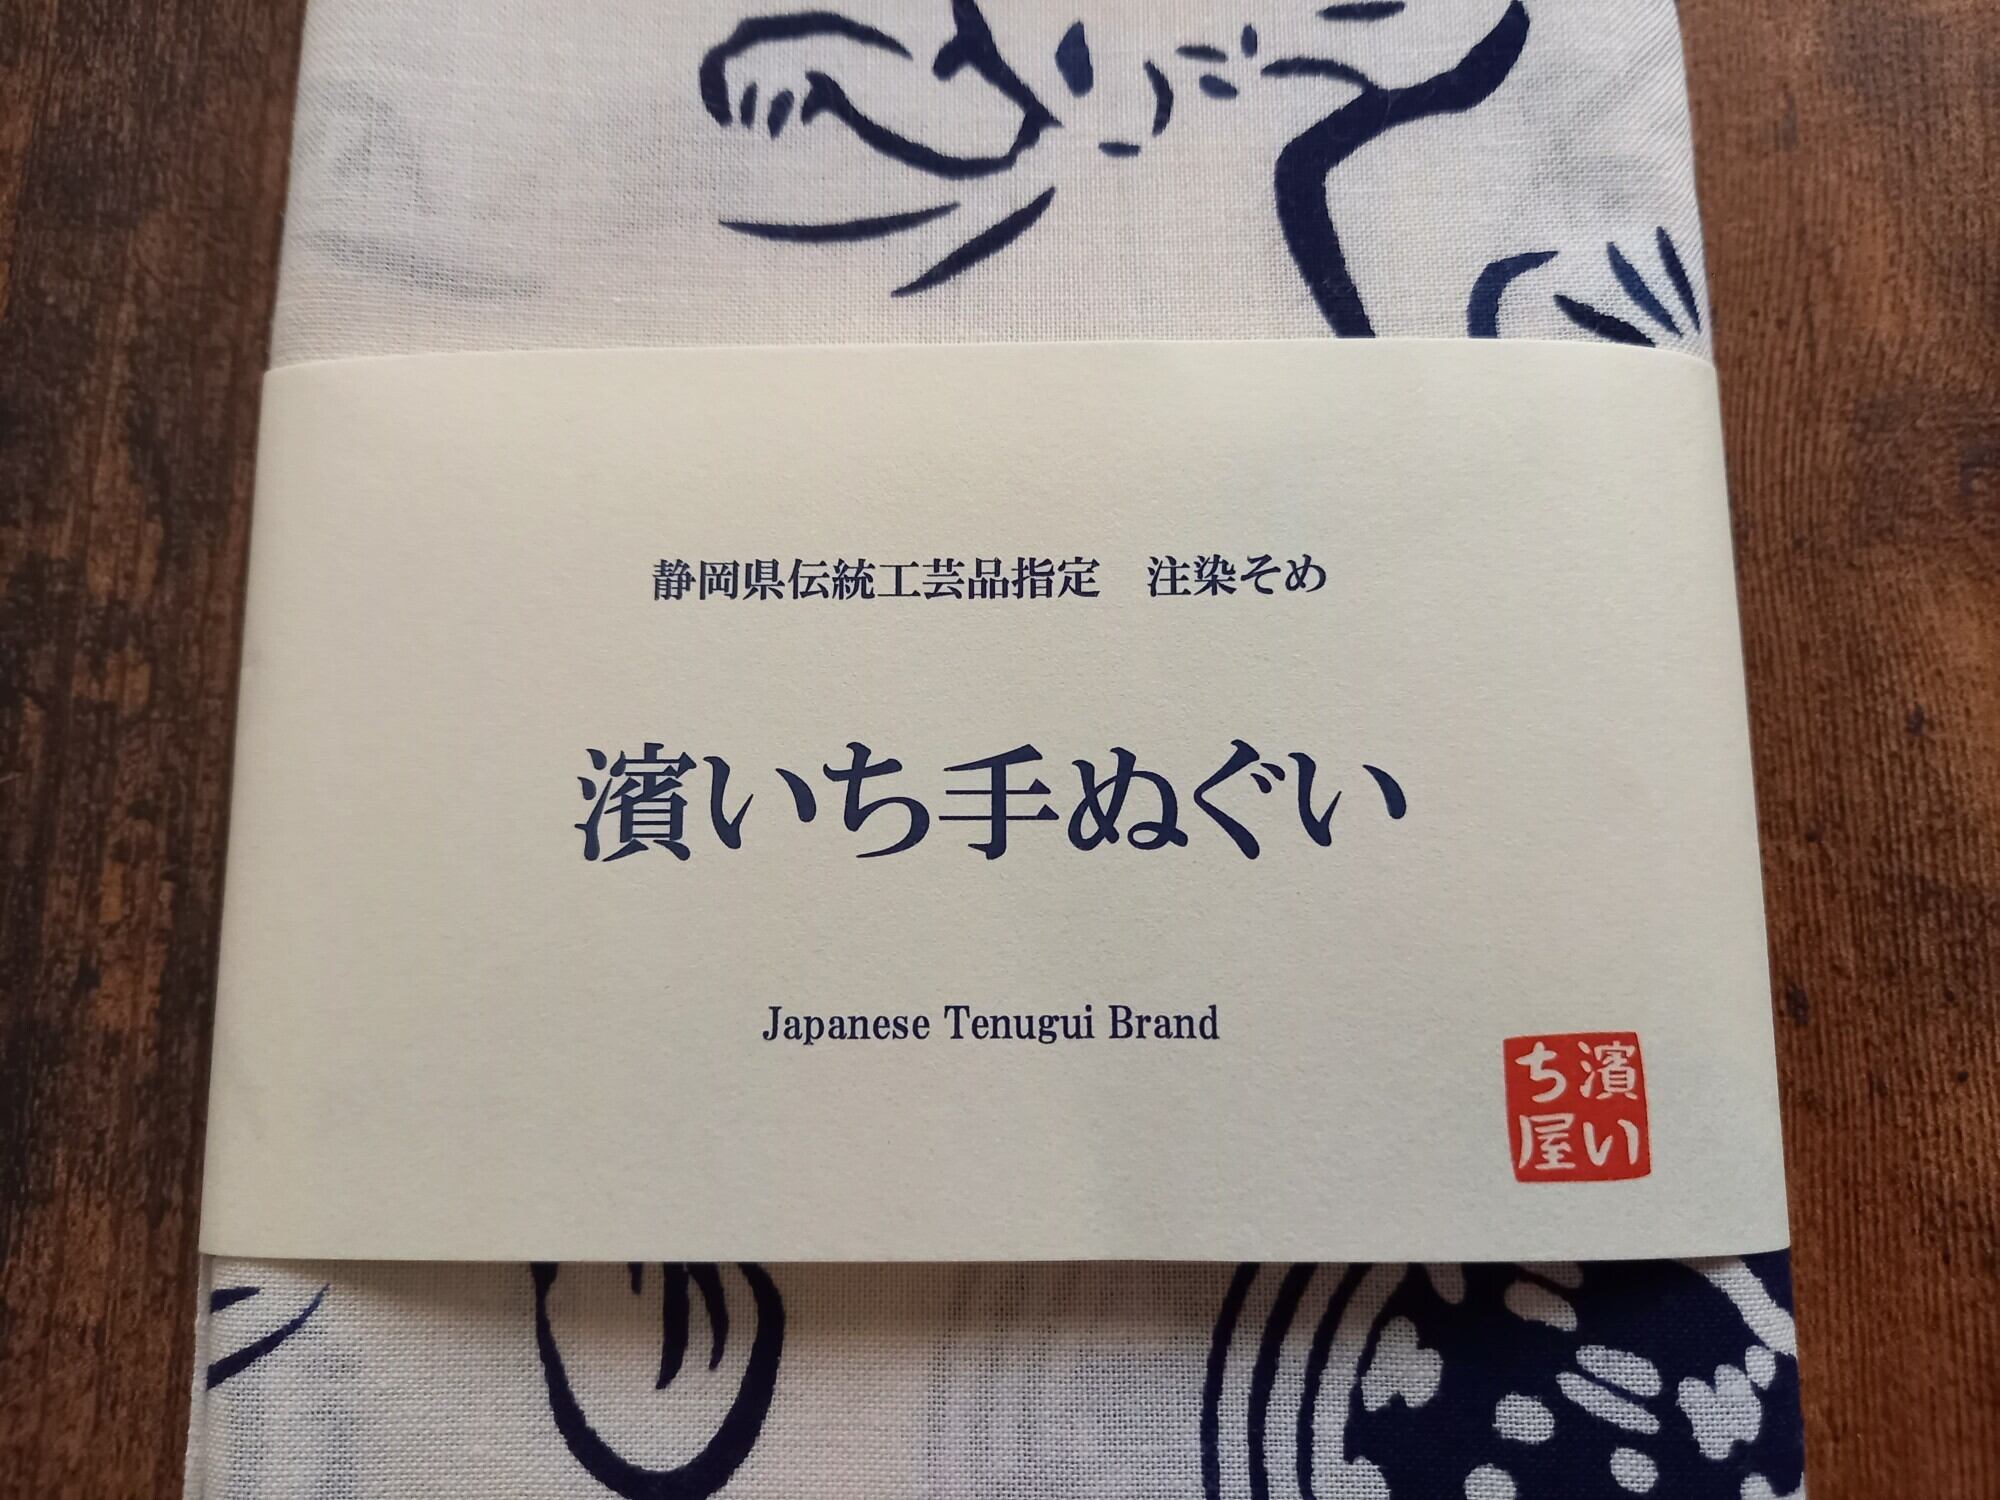 静岡県伝統工芸品指定　注染そめ
濱いち手ぬぐい
Japanese Tenugui Brand
濱い
ち屋